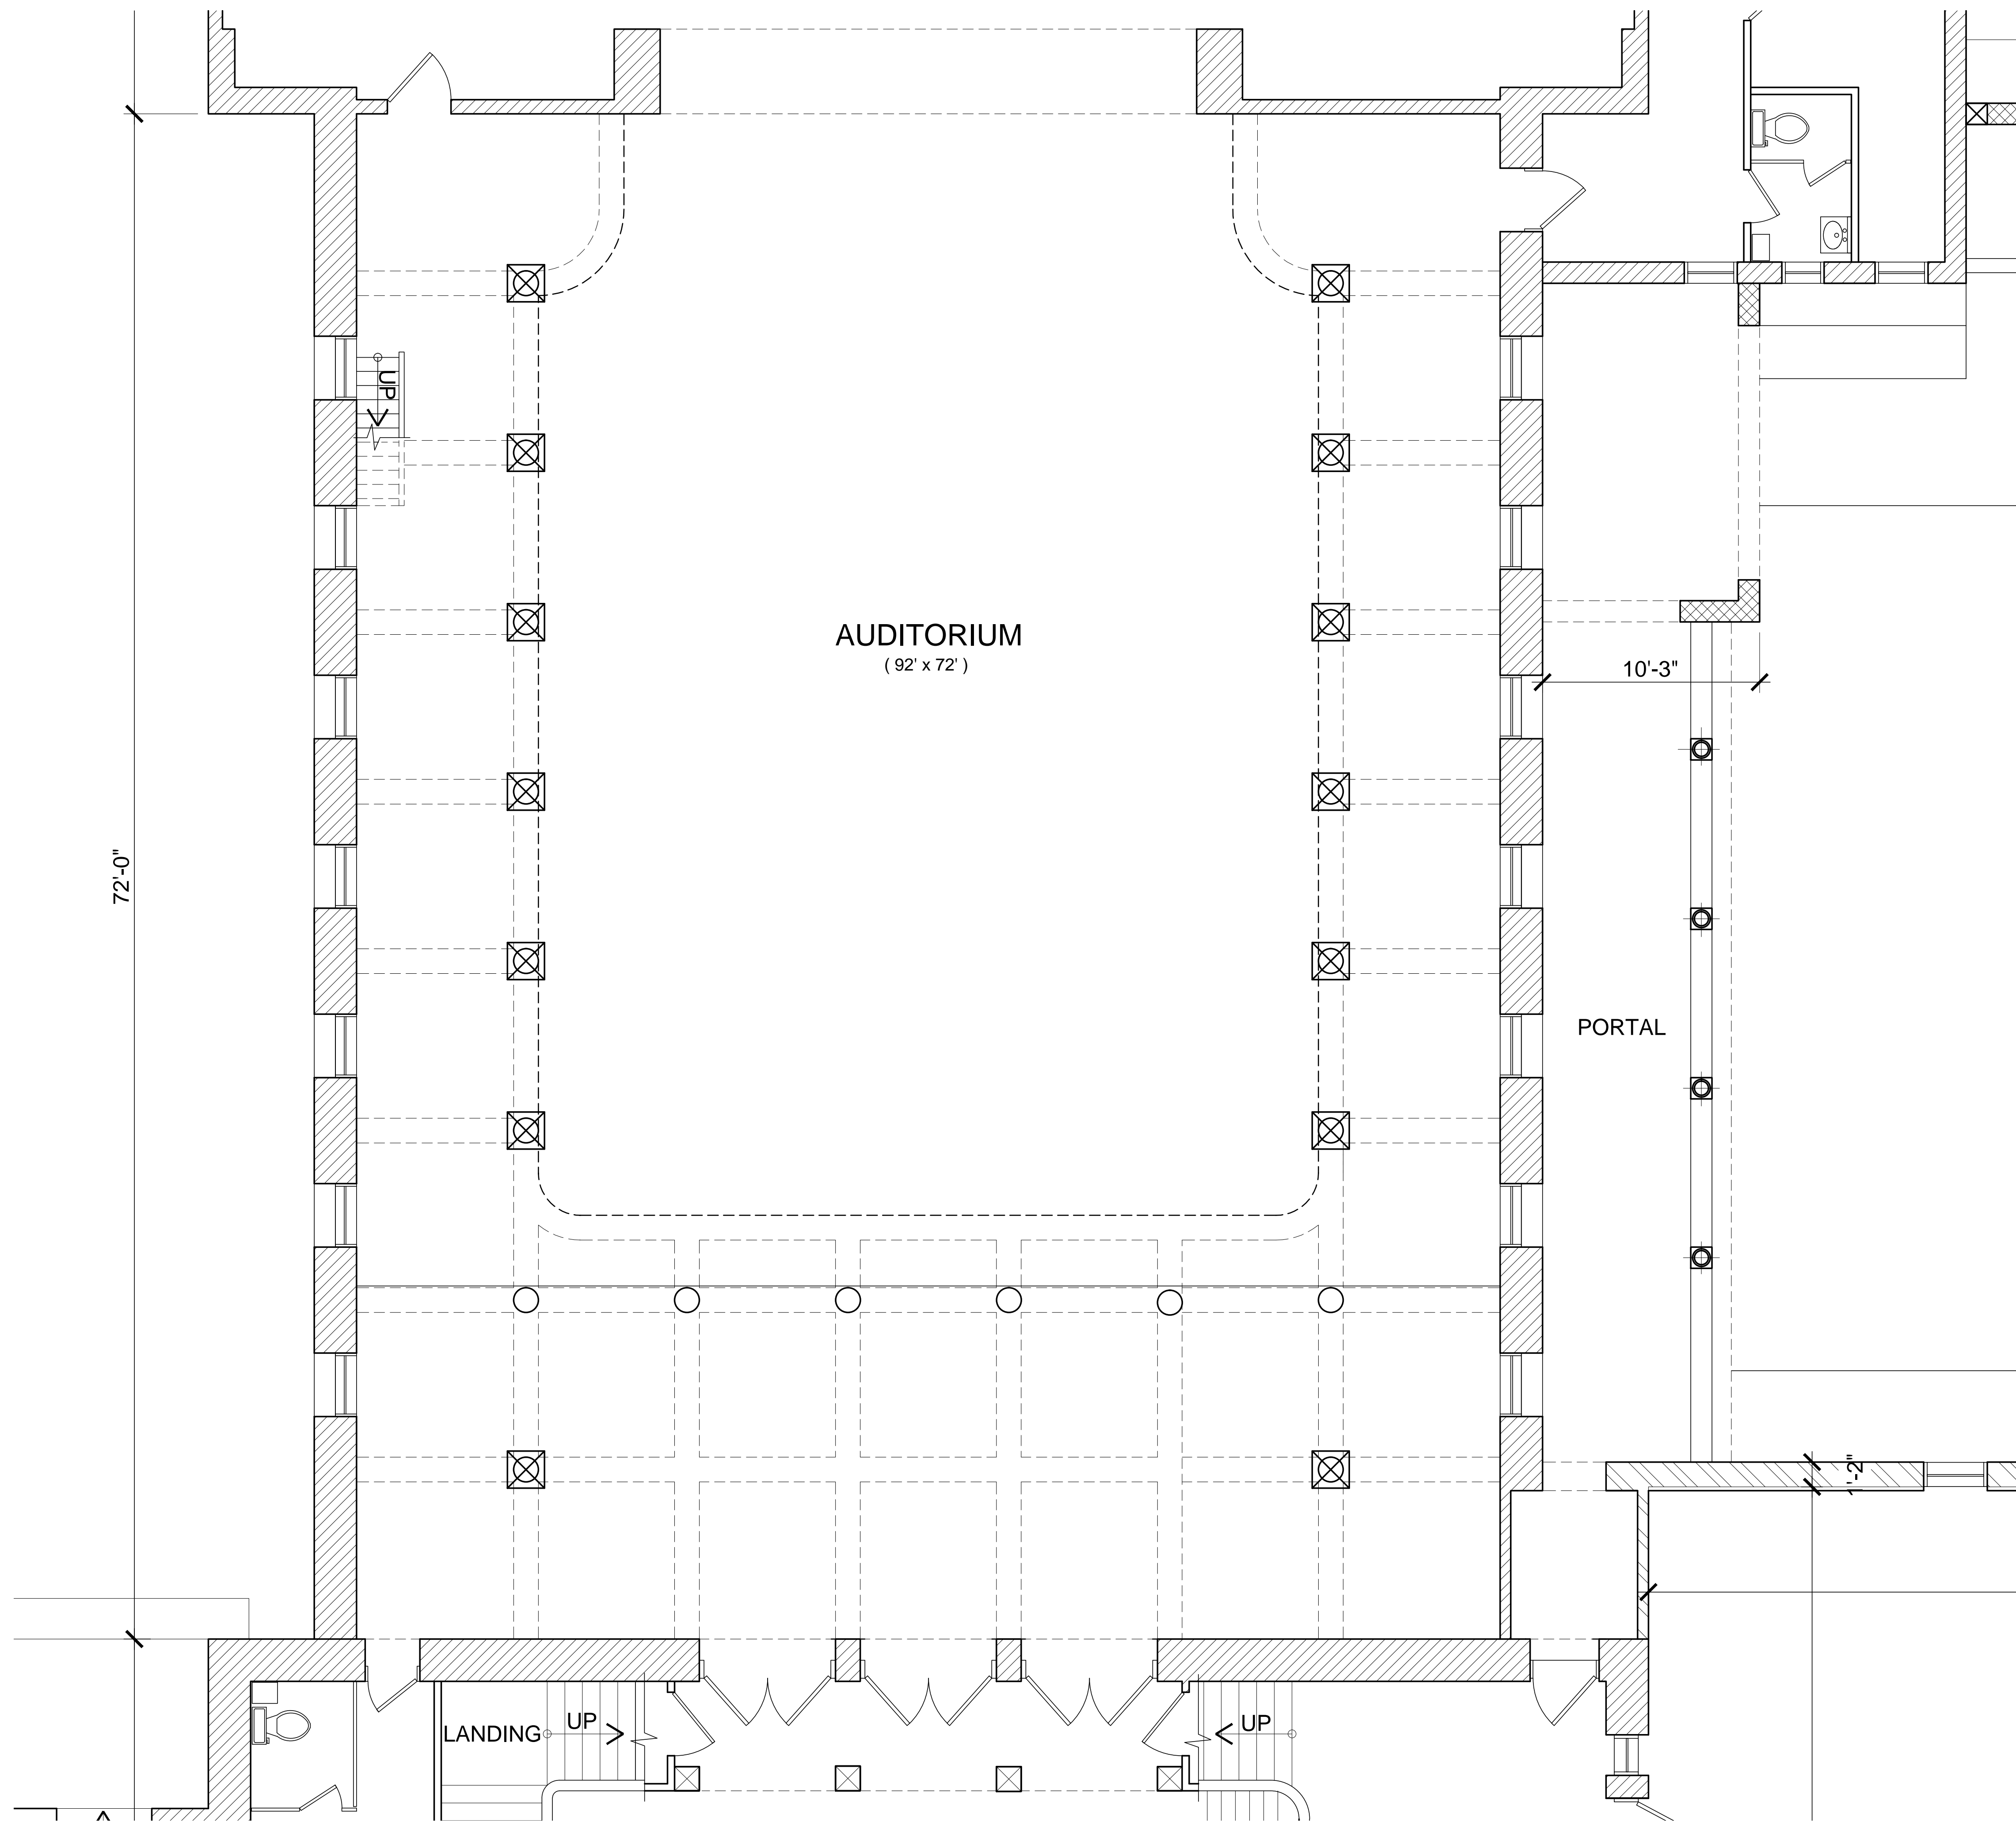 UP
AUDITORIUM
( 92' x 72' )
10'-3"
72'-0"
PORTAL
1'-2"
LANDING
UP
UP